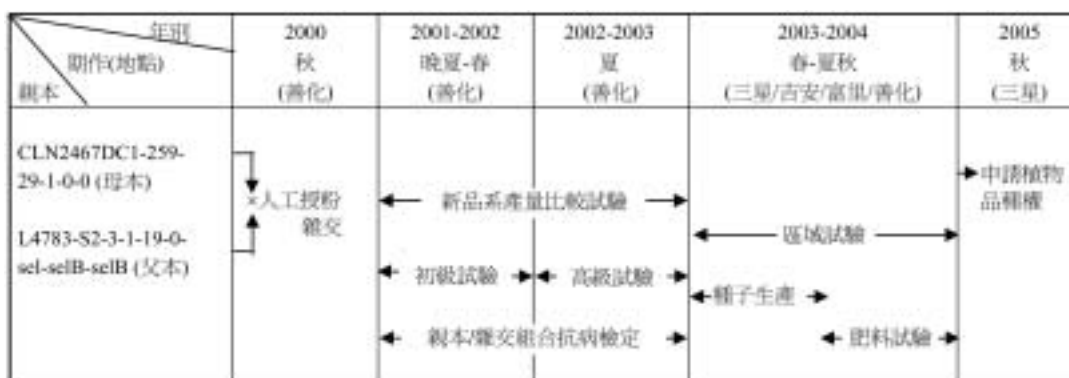 年別
期作(地點)
親本
2000
秋
(善化)
2001-2002
晚夏-春
(善化)
2002-2003
夏
(善化)
2003-2004
春-夏秋
(三星/吉安/富里/善化)
2005
秋
(三星)
CLN2467DC1-259-
29-1-0-0 (母本)
L4783-S2-3-1-19-0-
sel-selB-selB (父本)
×人工授粉
雜交
新品系產量比較試驗
初級試驗
高級試驗
親本/雜交組合抗病檢定
區域試驗
種子生產
肥料試驗
申請植物
品種權